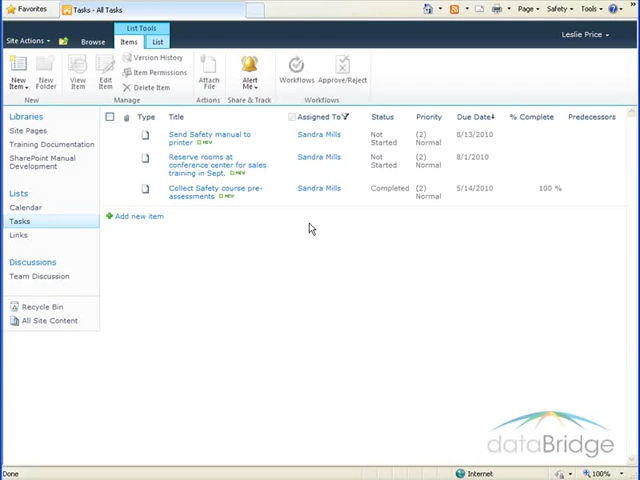 Favorites
Tasks - All Tasks
Page
Safety
Tools
List Tools
Site Actions
Browse
Items
List
Leslie Price
New
Item
New
Folder
View
Item
Edit
Item
Version History
Item Permissions
Delete Item
Attach
File
Alert
Me
Workflows
Approve/Reject
New
Manage
Actions
Share & Track
Workflows
Libraries
Site Pages
Training Documentation
SharePoint Manual
Development
Lists
Calendar
Tasks
Links
Discussions
Team Discussion
Recycle Bin
All Site Content
Type
Title
Assigned To
Status
Priority
Due Date
% Complete
Predecessors
Send Safety manual to
printer NEW
Sandra Mills
Not
Started
(2)
Normal
8/13/2010
Reserve rooms at
conference center for sales
training in Sept. NEW
Sandra Mills
Not
Started
(2)
Normal
8/1/2010
Collect Safety course pre-
assessments NEW
Sandra Mills
Completed
(2)
Normal
5/14/2010
100 %
Add new item
dataBridge
Done
Internet
100%